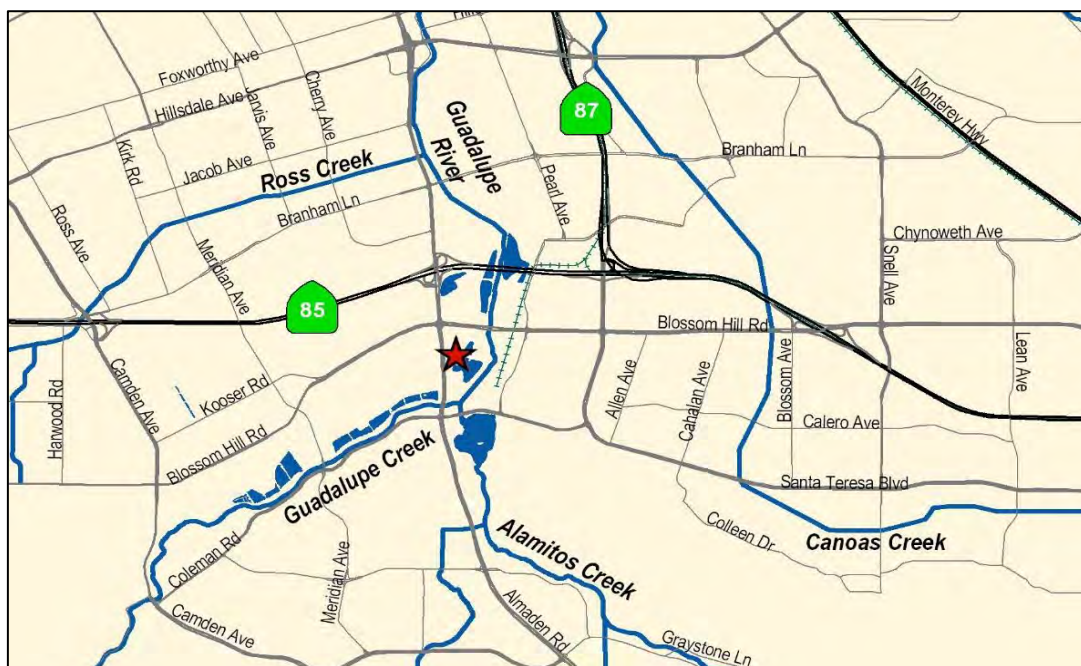 Foxworthy Ave
Hillsdale Ave
Jarvis Ave
Cherry Ave
Kirk Rd
Jacob Ave
Ross Creek
Guadalupe
River
87
Monterey Hwy
Branham Ln
Pearl Ave
Branham Ln
Ross Ave
Meridian Ave
Chynoweth Ave
Snell Ave
85
Blossom Hill Rd
Lean Ave
Camden Ave
Harwood Rd
Kooser Rd
Blossom Hill Rd
Allen Ave
Cahalan Ave
Blossom Ave
Calero Ave
Guadalupe Creek
Santa Teresa Blvd
Colleen Dr
Canoas Creek
Coleman Rd
Meridian Ave
Alamitos Creek
Camden Ave
Almaden Rd
Graystone Ln